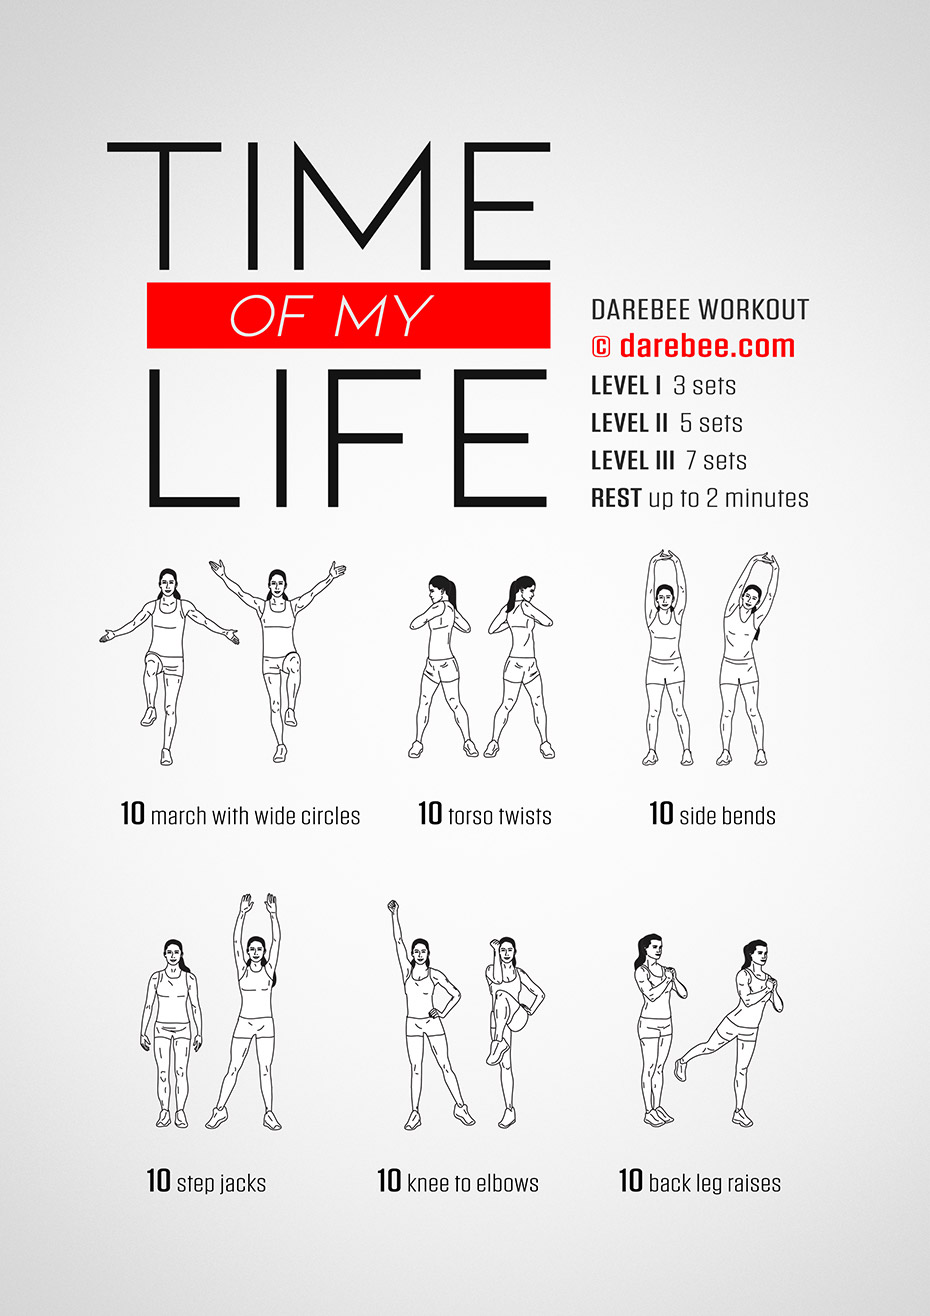 TIME
OF MY
LIFE
DAREBEE WORKOUT
© darebee.com
LEVEL I 3 sets
LEVEL II 5 sets
LEVEL III 7 sets
REST up to 2 minutes
10 march with wide circles
10 torso twists
10 side bends
10 step jacks
10 knee to elbows
10 back leg raises